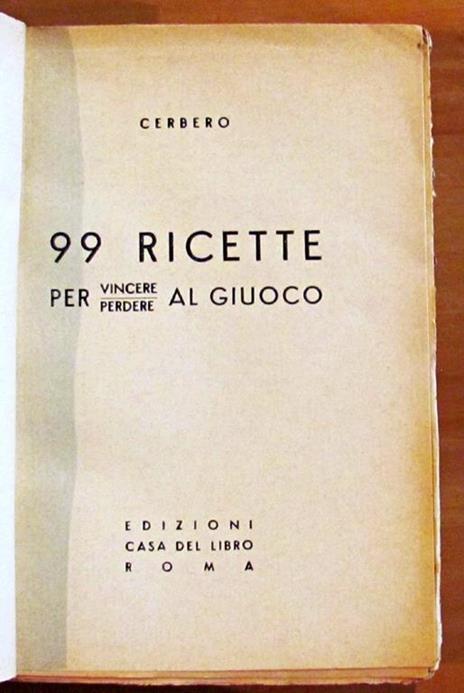 CERBERO
99 RICETTE
PER VINCERE PERDERE AL GIUOCO
EDIZIONI
CASA DEL LIBRO
ROMA